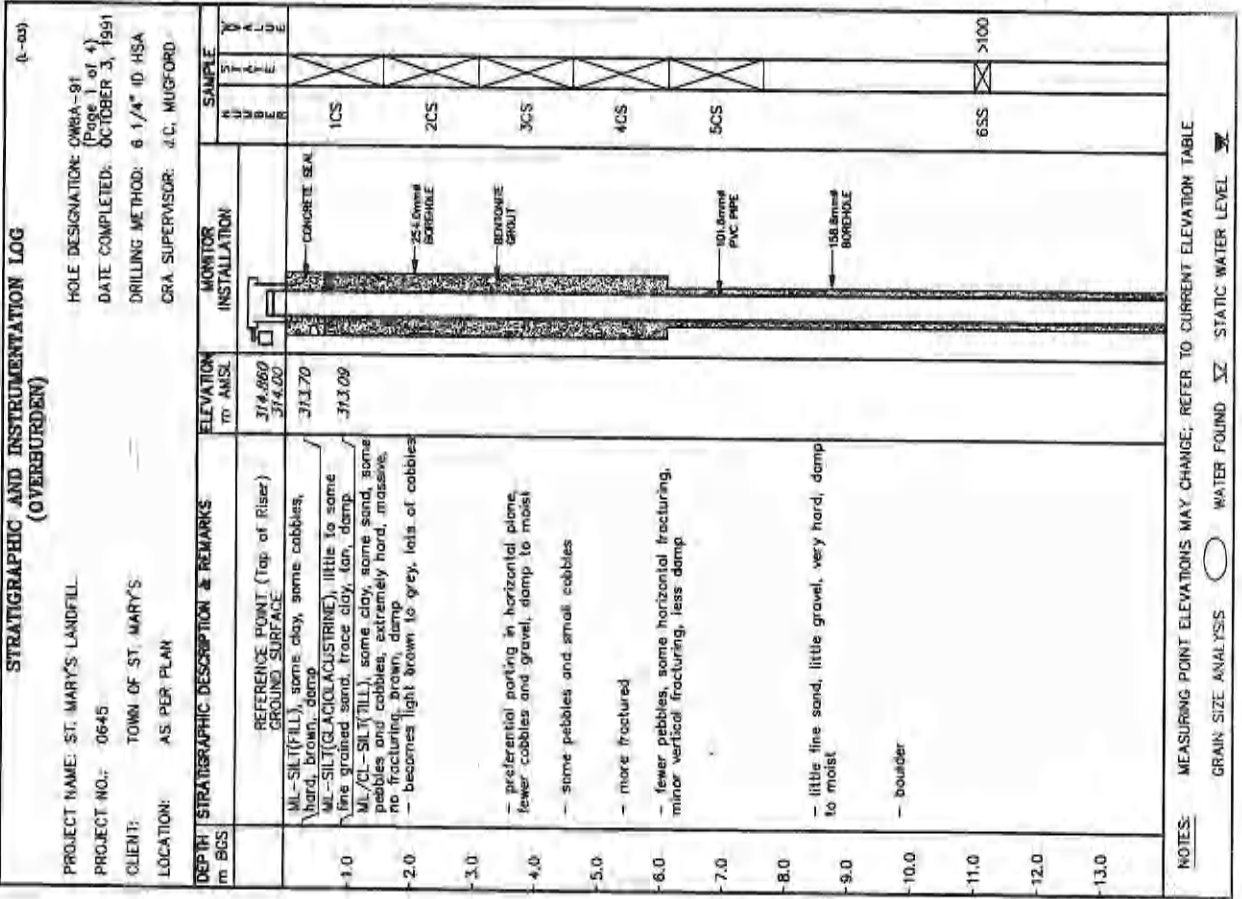 (L-03)
STRATIGRAPHIC AND INSTRUMENTATION LOG
(OVERBURDEN)
PROJECT NAME: ST. MARY'S LANDFILL
HOLE DESIGNATION: OW8A-91
(Page 1 of 4)
PROJECT NO.: 0645
DATE COMPLETED: OCTOBER 3, 1991
CLIENT: TOWN OF ST. MARY'S
DRILLING METHOD: 6 1/4" ID HSA
LOCATION: AS PER PLAN
CRA SUPERVISOR: J.C. MUGFORD
DEPTH
m BGS
STRATIGRAPHIC DESCRIPTION & REMARKS
ELEVATION
m AMSL
MONITOR
INSTALLATION
SAMPLE
NUMBER
STATE
VALUE
REFERENCE POINT (Top of Riser)
GROUND SURFACE
314.860
314.00
ML-SILT(FILL), some clay, some cobbles,
hard, brown, damp
313.70
ML-SILT(GLACIOLACUSTRINE), little to some
fine grained sand, trace clay, tan, damp
313.09
ML/CL-SILT(TILL), some clay, some sand, some
pebbles and cobbles, extremely hard, massive,
no fracturing, brown, damp
- becomes light brown to grey, lots of cobbles
- preferential parting in horizontal plane,
fewer cobbles and gravel, damp to moist
- some pebbles and small cobbles
- more fractured
- fewer pebbles, some horizontal fracturing,
minor vertical fracturing, less damp
- little fine sand, little gravel, very hard, damp
to moist
- boulder
1.0
2.0
3.0
4.0
5.0
6.0
7.0
8.0
9.0
10.0
11.0
12.0
13.0
CONCRETE SEAL
254.0mmø
BOREHOLE
BENTONITE
GROUT
101.6mmø
PVC PIPE
158.8mmø
BOREHOLE
1CS
2CS
3CS
4CS
5CS
6SS
>100
NOTES: MEASURING POINT ELEVATIONS MAY CHANGE; REFER TO CURRENT ELEVATION TABLE
GRAIN SIZE ANALYSIS WATER FOUND STATIC WATER LEVEL